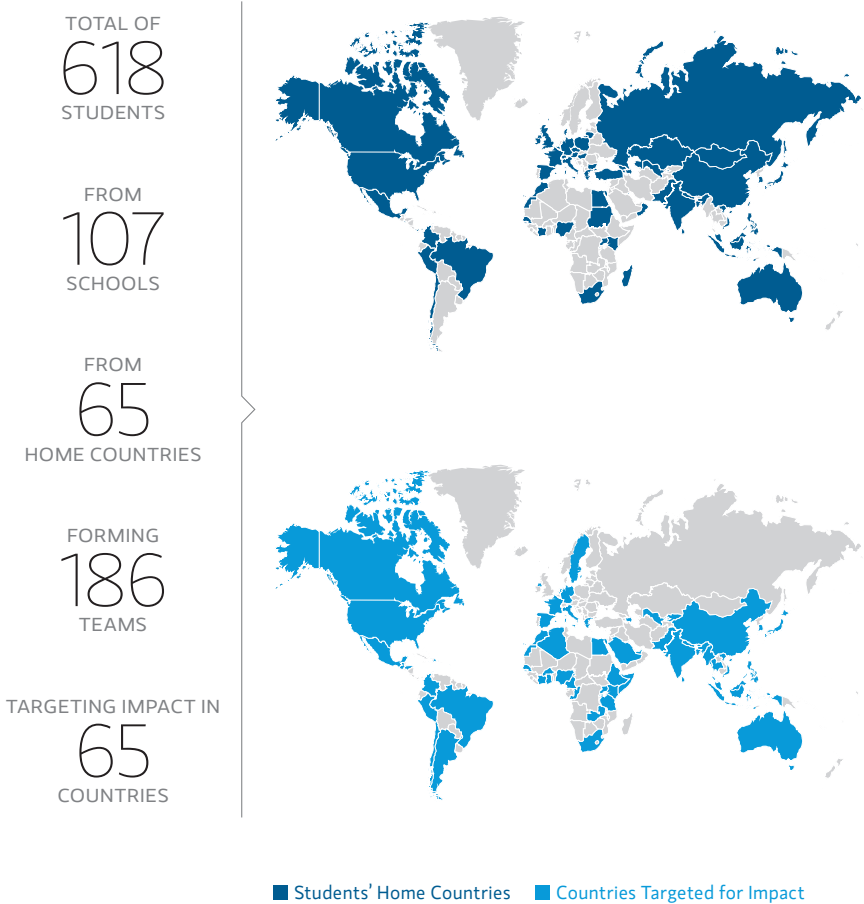 TOTAL OF
618
STUDENTS
FROM
107
SCHOOLS
FROM
65
HOME COUNTRIES
FORMING
186
TEAMS
TARGETING IMPACT IN
65
COUNTRIES
Students' Home Countries
Countries Targeted for Impact